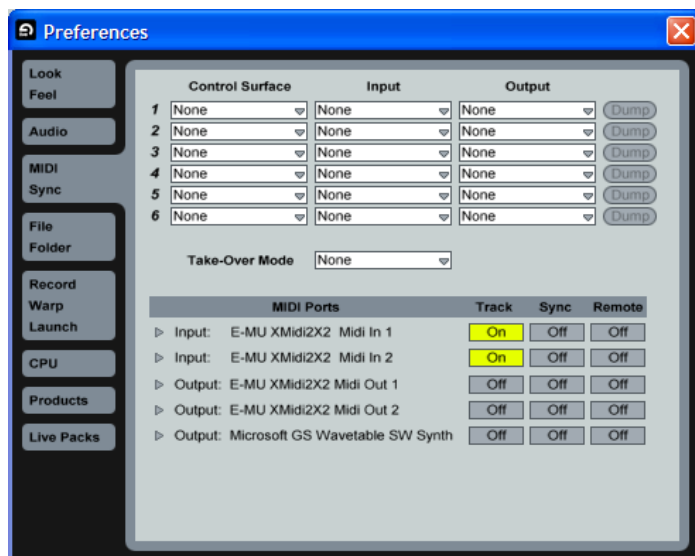 Preferences
Look
Feel
Audio
MIDI
Sync
File
Folder
Record
Warp
Launch
CPU
Products
Live Packs
Control Surface Input Output
1 None None None Dump
2 None None None Dump
3 None None None Dump
4 None None None Dump
5 None None None Dump
6 None None None Dump
Take-Over Mode None
MIDI Ports Track Sync Remote
Input: E-MU XMidi2X2 Midi In 1 On Off Off
Input: E-MU XMidi2X2 Midi In 2 On Off Off
Output: E-MU XMidi2X2 Midi Out 1 Off Off Off
Output: E-MU XMidi2X2 Midi Out 2 Off Off Off
Output: Microsoft GS Wavetable SW Synth Off Off Off